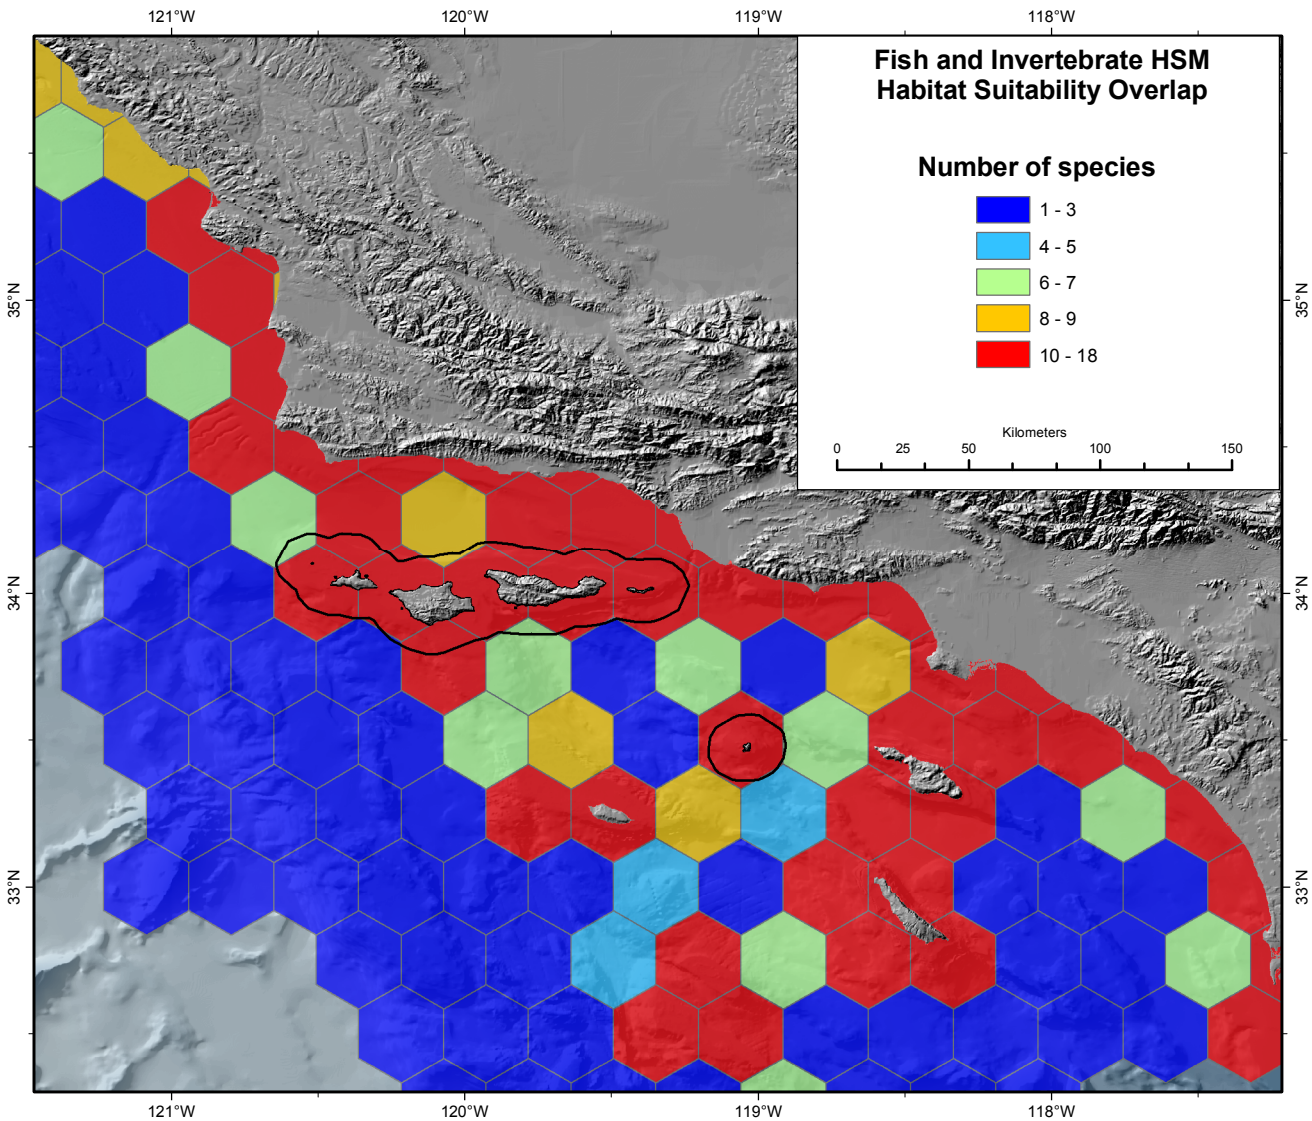 121°W 120°W 119°W 118°W
Fish and Invertebrate HSM
Habitat Suitability Overlap
Number of species
1 - 3
4 - 5
6 - 7
8 - 9
10 - 18
Kilometers
0 25 50 100 150
35°N 35°N
34°N 34°N
33°N 33°N
121°W 120°W 119°W 118°W